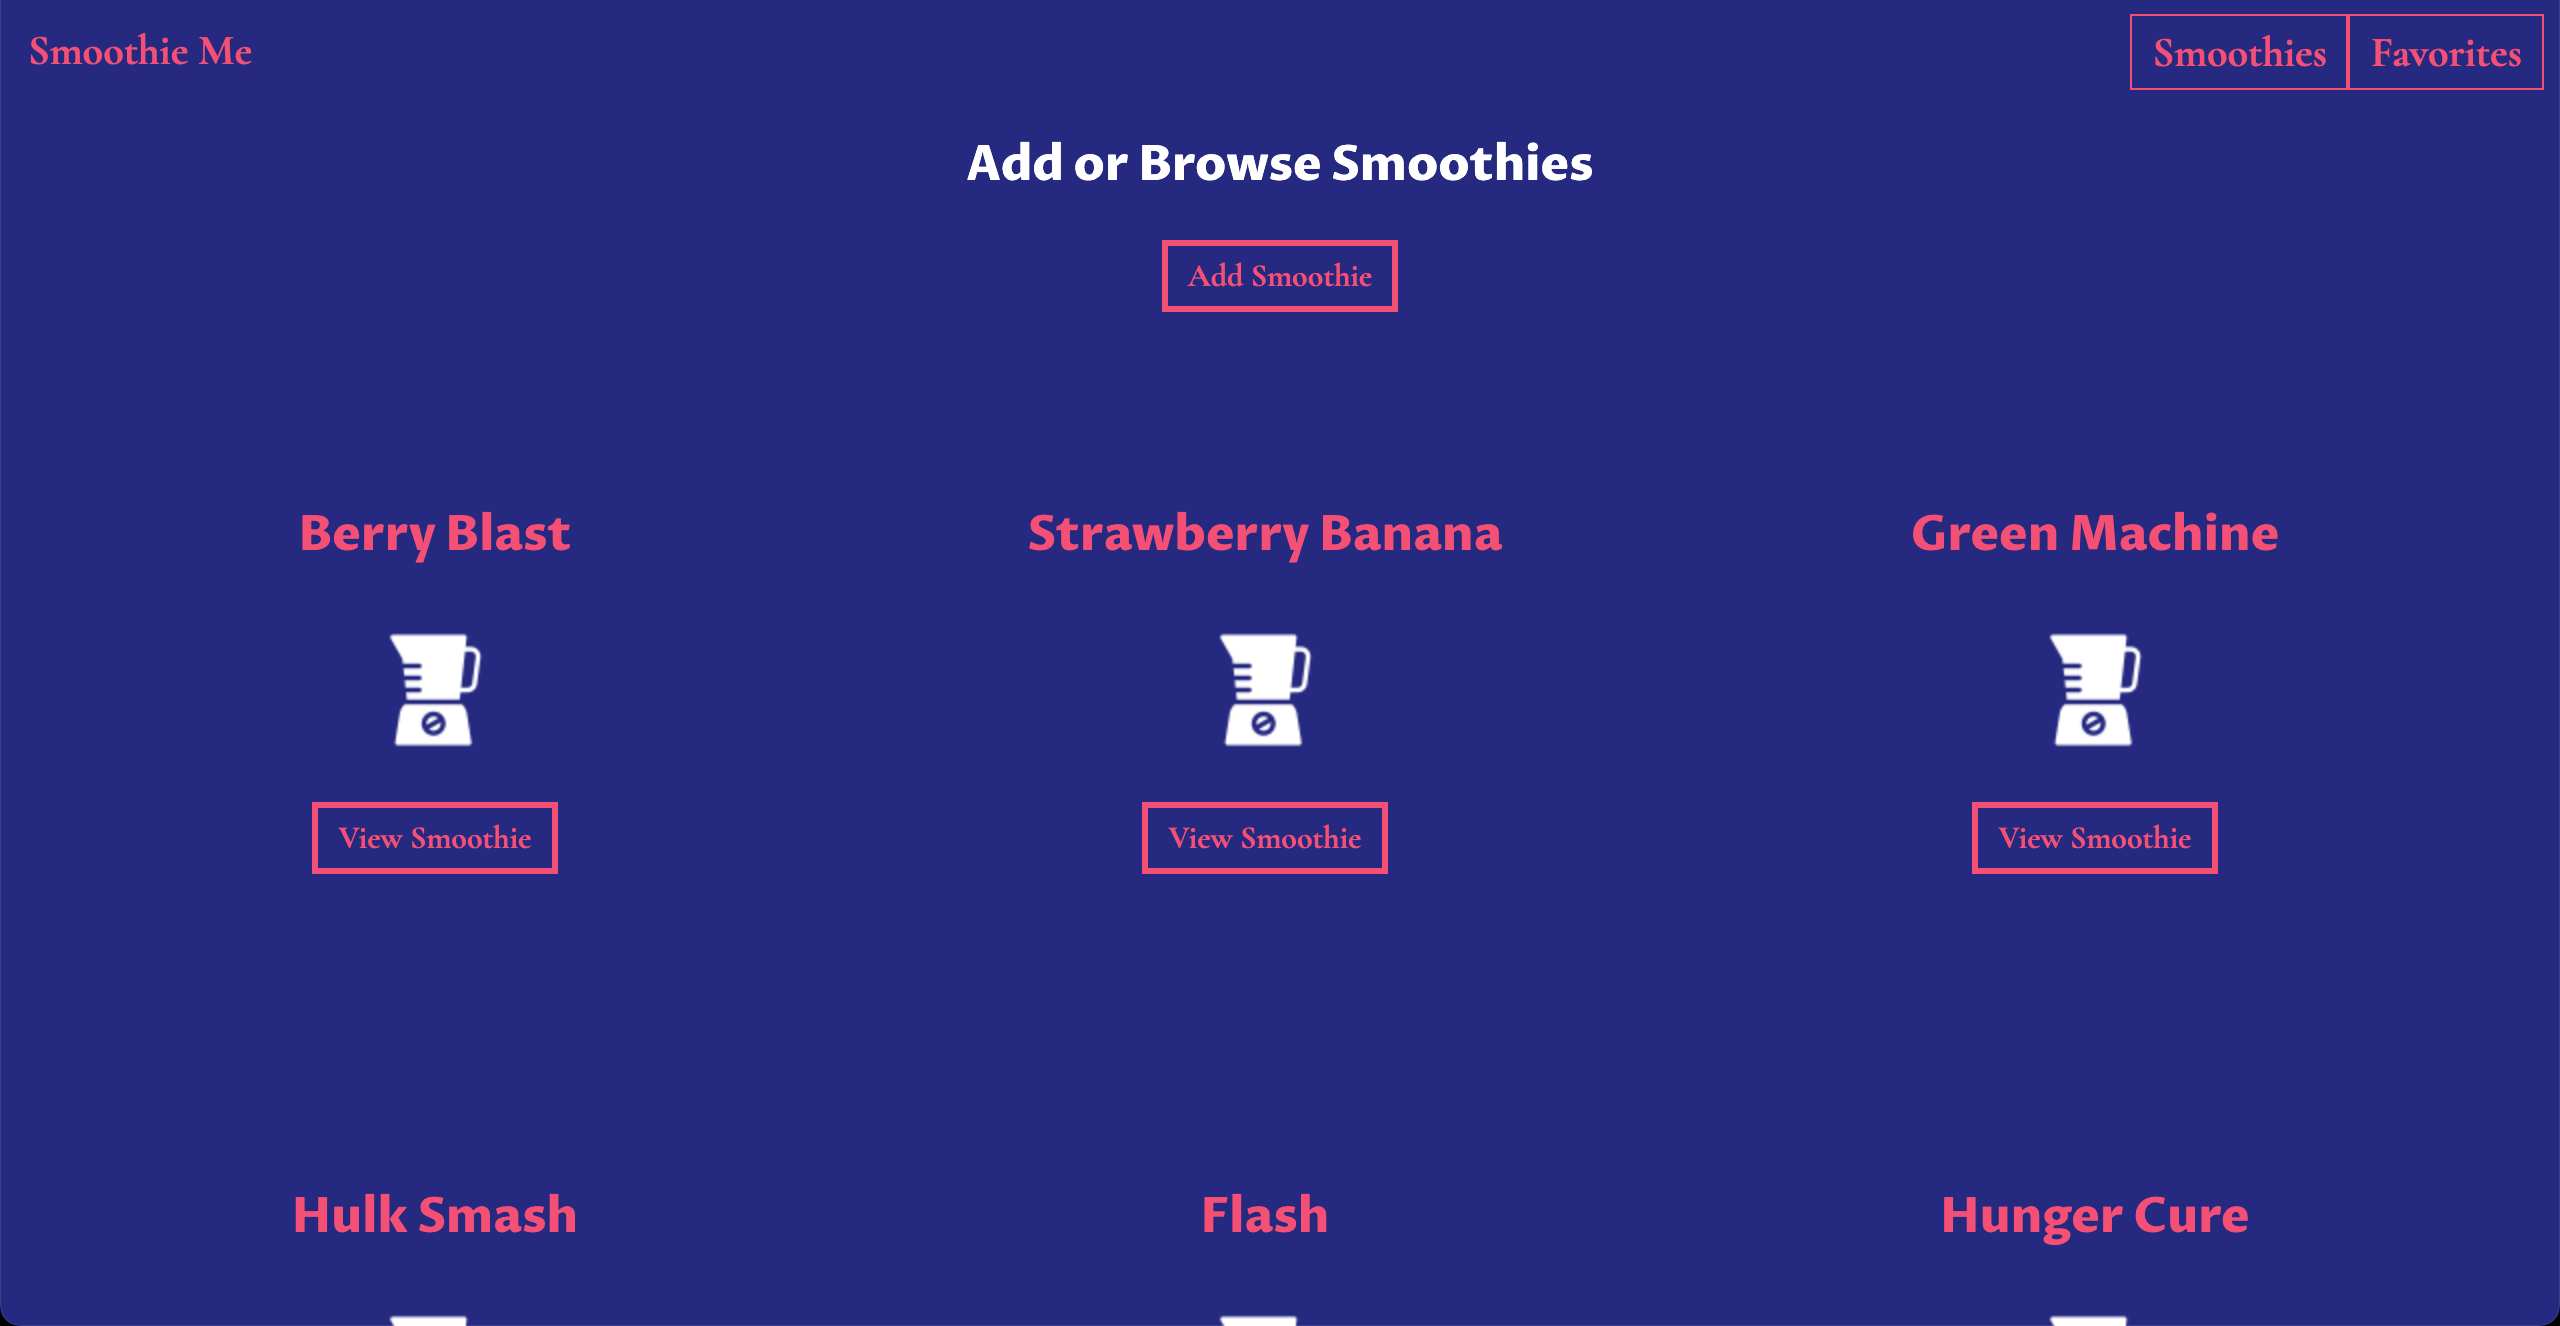 Smoothie Me
Smoothies
Favorites
Add or Browse Smoothies
Add Smoothie
Berry Blast
Strawberry Banana
Green Machine
View Smoothie
View Smoothie
View Smoothie
Hulk Smash
Flash
Hunger Cure